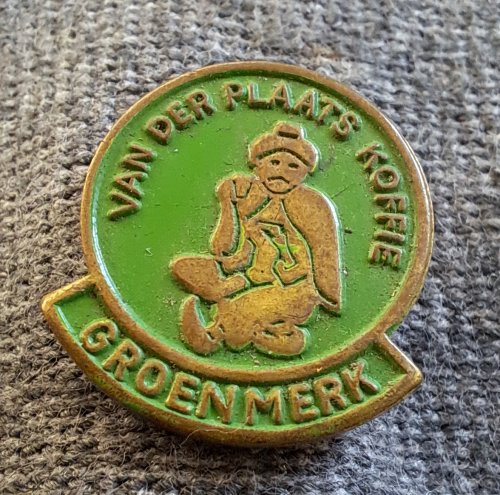 VAN DER PLAATS KOFFIE
GROENMERK